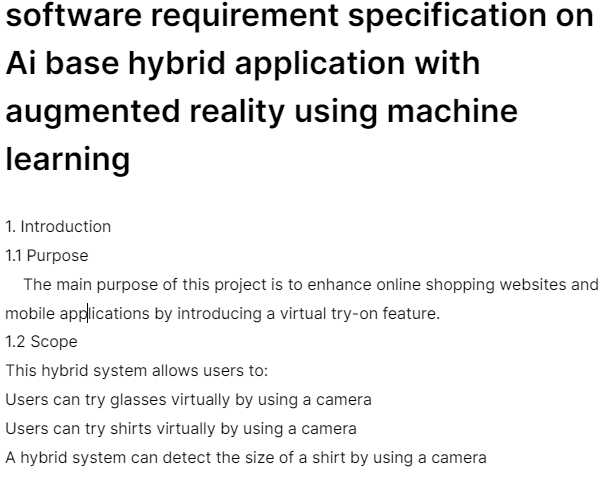 software requirement specification on
Ai base hybrid application with
augmented reality using machine
learning
1. Introduction
1.1 Purpose
The main purpose of this project is to enhance online shopping websites and
mobile applications by introducing a virtual try-on feature.
1.2 Scope
This hybrid system allows users to:
Users can try glasses virtually by using a camera
Users can try shirts virtually by using a camera
A hybrid system can detect the size of a shirt by using a camera